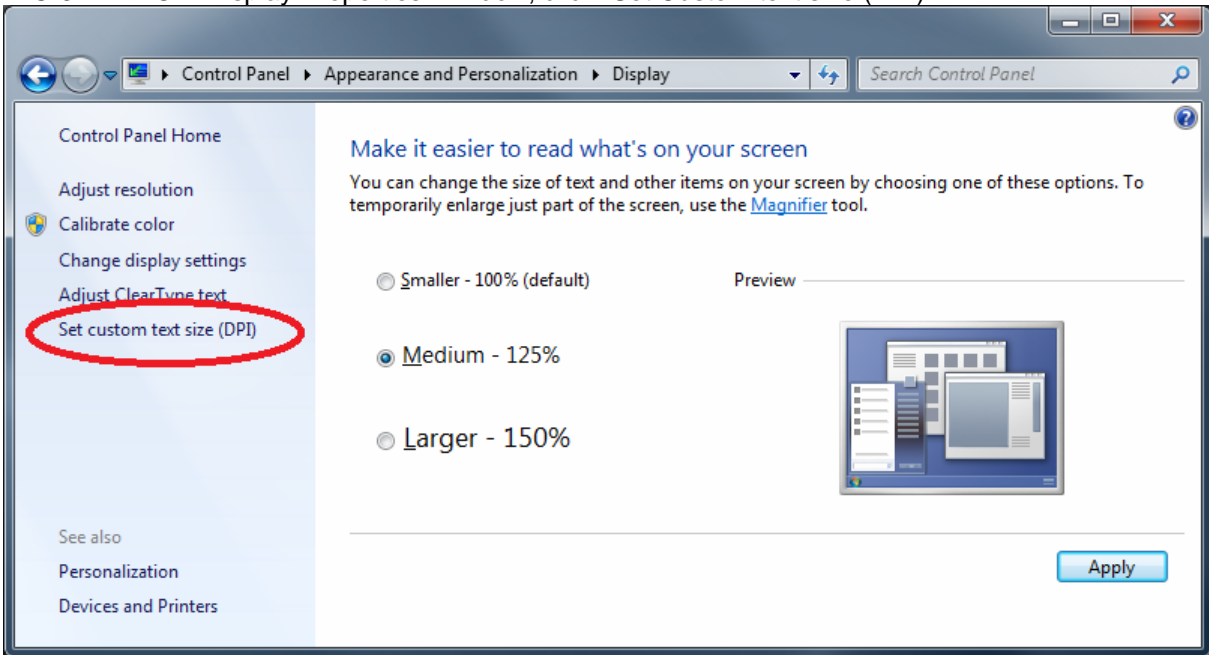 Control Panel Appearance and Personalization Display Search Control Panel
Control Panel Home
Adjust resolution
Calibrate color
Change display settings
Adjust ClearType text
Set custom text size (DPI)
See also
Personalization
Devices and Printers
Make it easier to read what's on your screen
You can change the size of text and other items on your screen by choosing one of these options. To
temporarily enlarge just part of the screen, use the Magnifier tool.
Smaller - 100% (default)
Preview
Medium - 125%
Larger - 150%
Apply